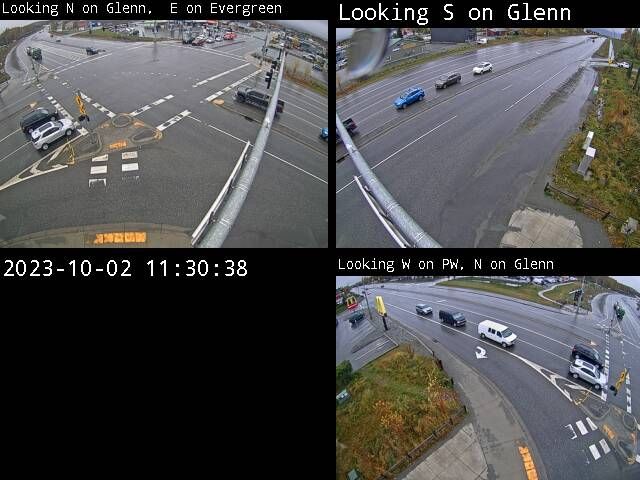 Looking N on Glenn,  E on Evergreen
Looking S on Glenn
2023-10-02 11:30:38
Looking W on PW, N on Glenn